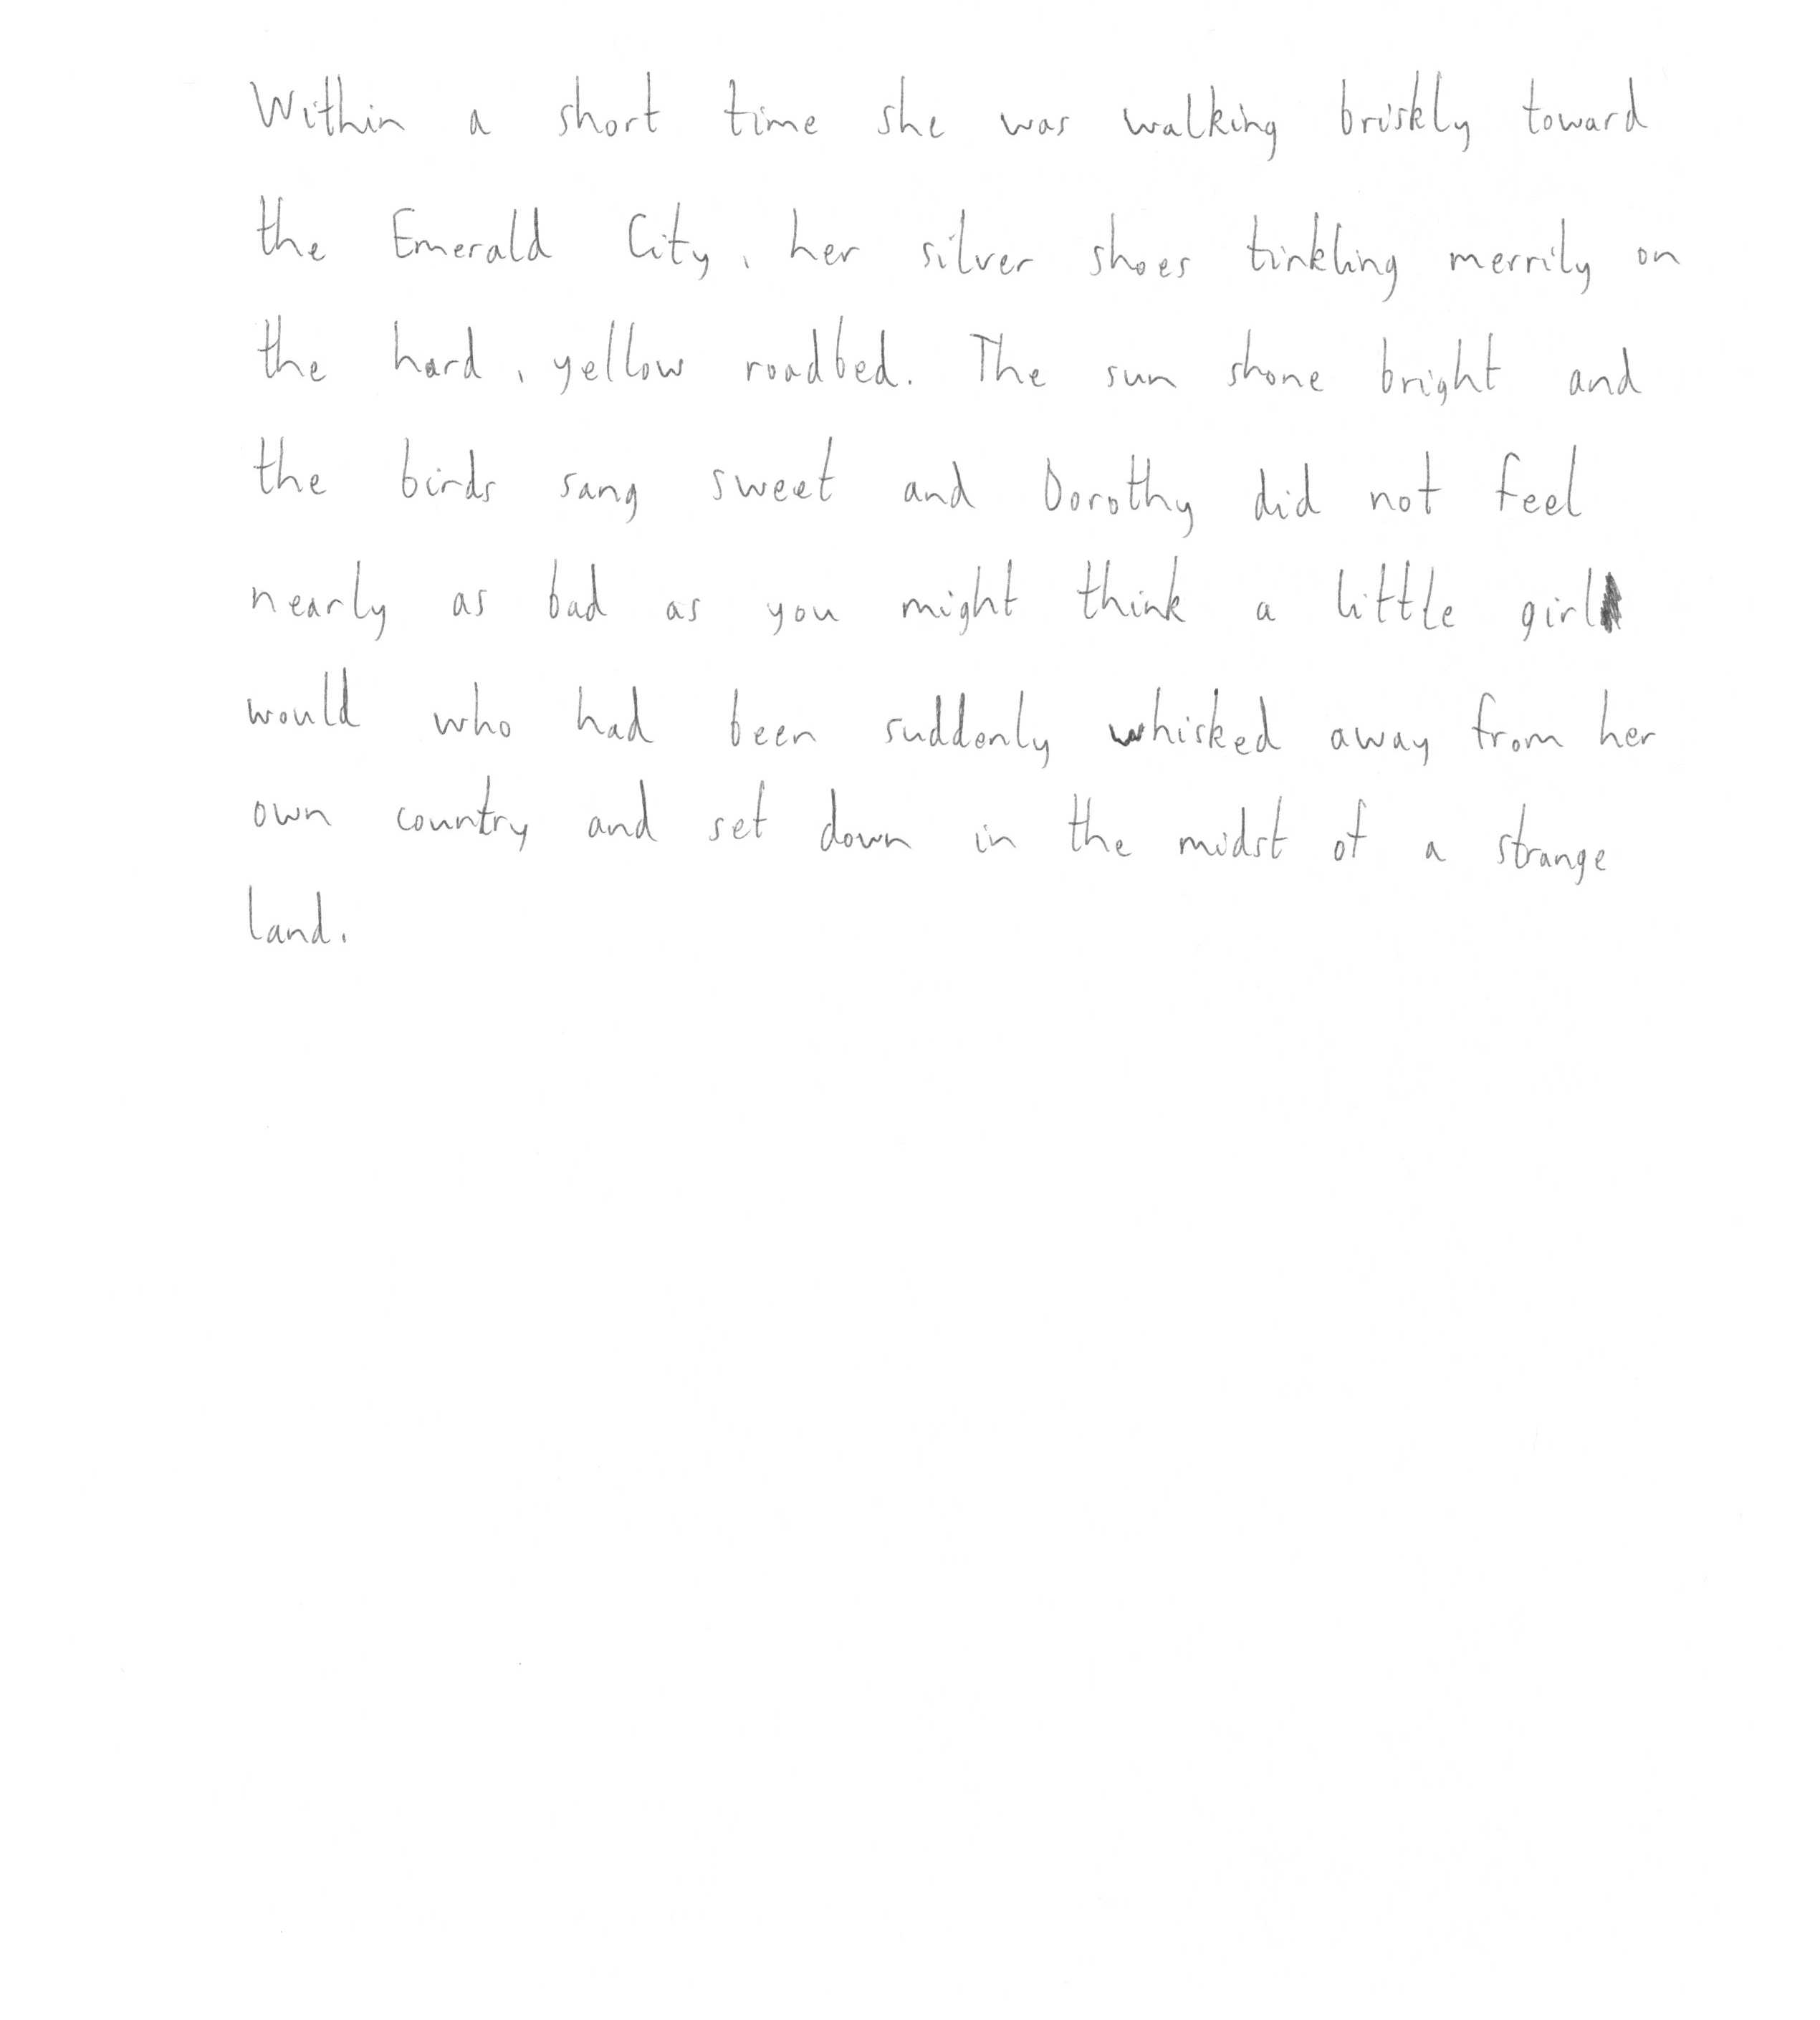 Within a short time she was walking briskly toward
the Emerald City, her silver shoes tinkling merrily on
the hard, yellow roadbed. The sun shone bright and
the birds sang sweet and Dorothy did not feel
nearly as bad as you might think a little girl
would who had been suddenly whisked away from her
own country and set down in the midst of a strange
land.